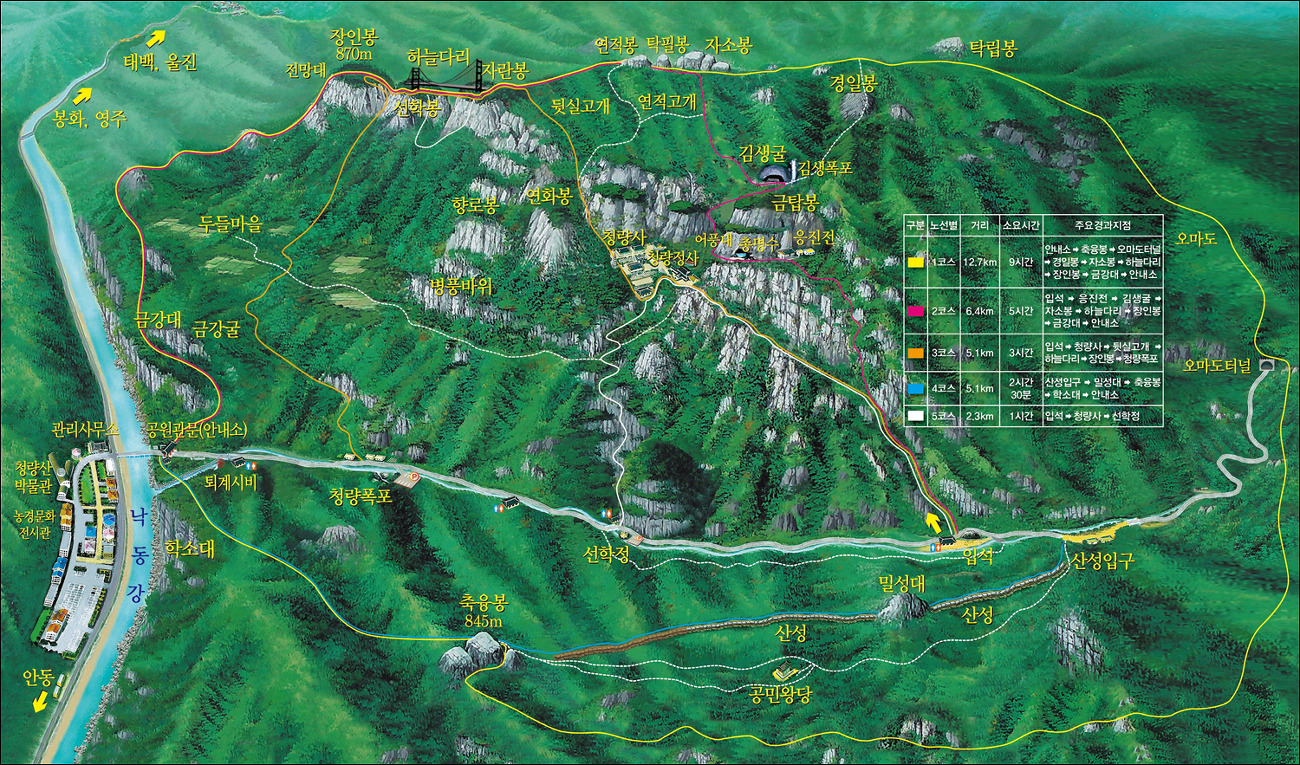 태백, 울진
봉화, 영주
장인봉
870m
전망대
하늘다리
자란봉
선학봉
연적봉
탁필봉
자소봉
탁립봉
경일봉
뒷실고개
연적고개
김생굴
김생폭포
금탑봉
향로봉
연화봉
두들마을
청량사
청량정사
어풍대
총명수
응진전
병풍바위
금강대
금강굴
오마도
오마도터널
구분 노선별 거리 소요시간 주요경과지점
1코스 12.7km 9시간
안내소 ➡ 축융봉 ➡ 오마도터널
➡ 경일봉 ➡ 자소봉 ➡ 하늘다리
➡ 장인봉 ➡ 금강대 ➡ 안내소
2코스 6.4km 5시간
입석 ➡ 응진전 ➡ 김생굴 ➡
자소봉 ➡ 하늘다리 ➡ 장인봉
➡ 금강대 ➡ 안내소
3코스 5.1km 3시간
입석 ➡ 청량사 ➡ 뒷실고개 ➡
하늘다리 ➡ 장인봉 ➡ 청량폭포
4코스 5.1km 2시간
30분
산성입구 ➡ 밀성대 ➡ 축융봉
➡ 학소대 ➡ 안내소
5코스 2.3km 1시간 입석 ➡ 청량사 ➡ 선학정
관리사무소
공원관문(안내소)
청량산
박물관
농경문화
전시관
퇴계시비
청량폭포
낙동강
학소대
선학정
입석
산성입구
밀성대
산성
산성
축융봉
845m
공민왕당
안동